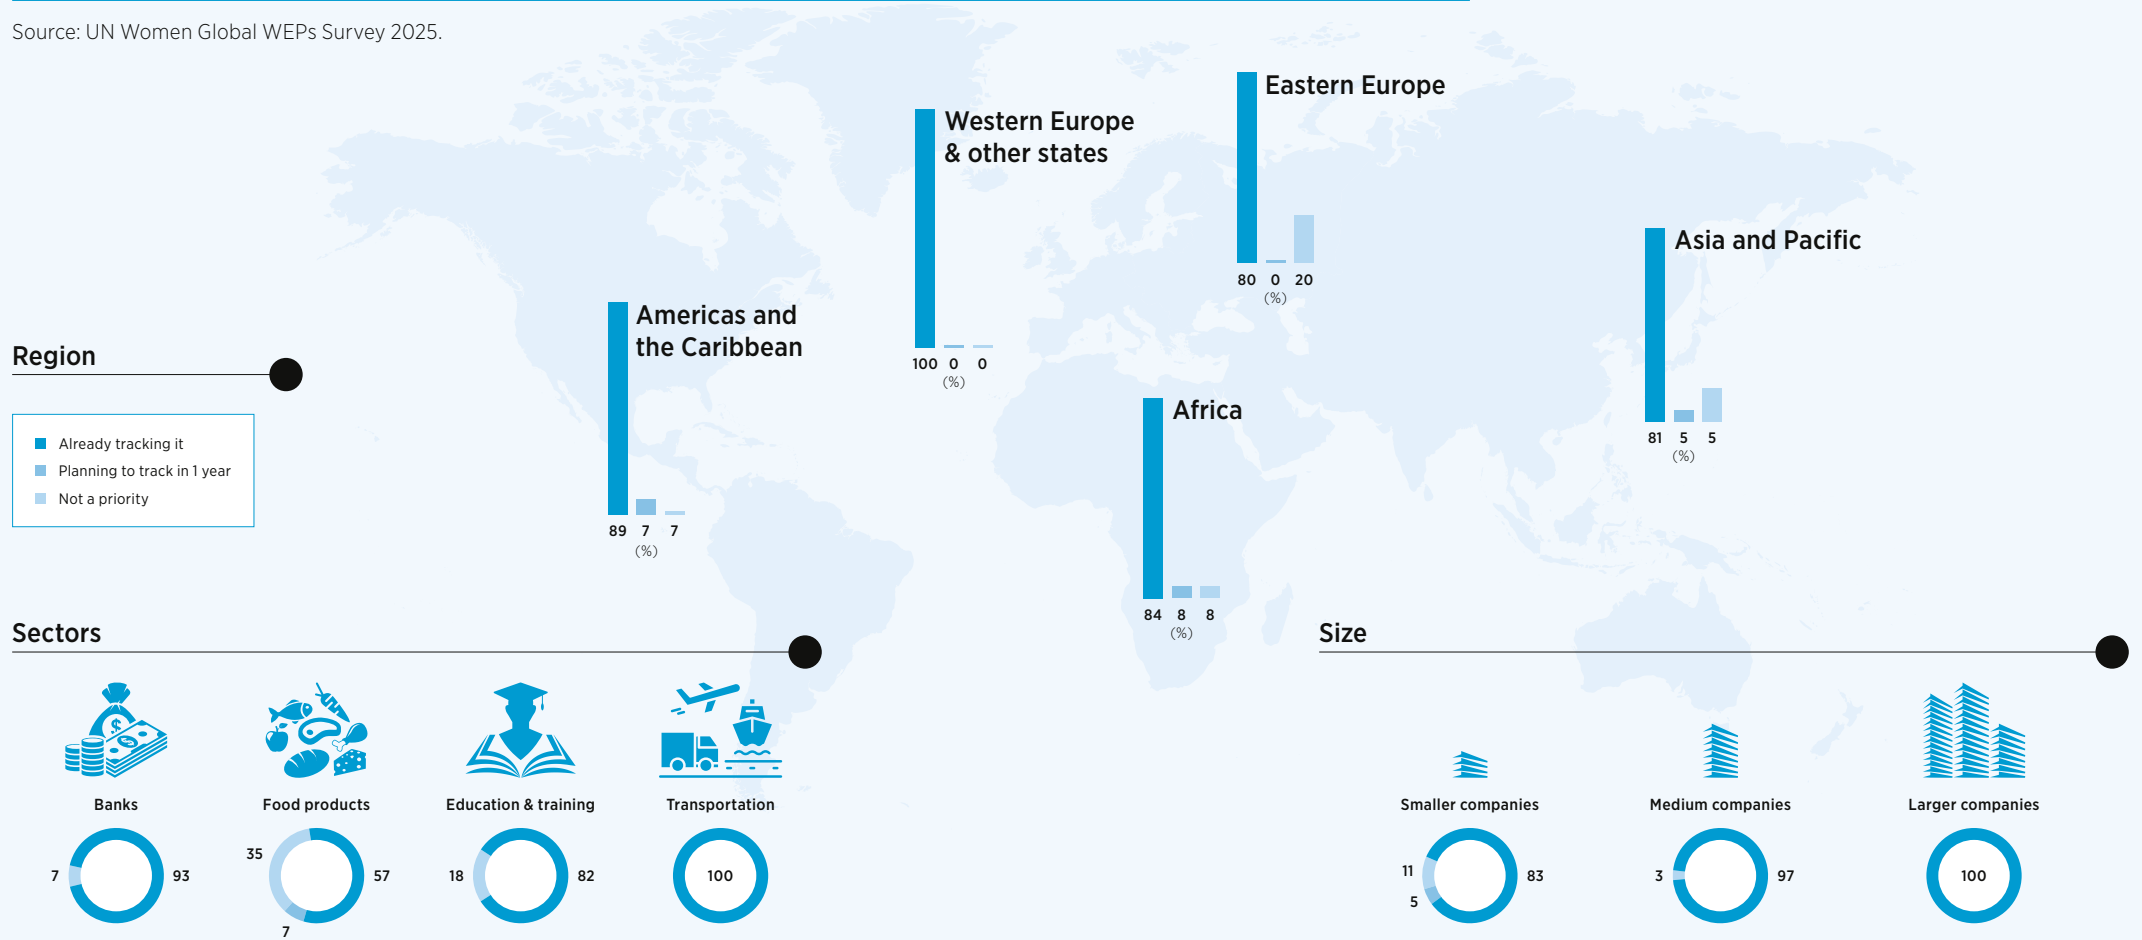 Source: UN Women Global WEPs Survey 2025.
Eastern Europe
80 0 20
(%)
Western Europe
& other states
100 0 0
(%)
Asia and Pacific
81 5 5
(%)
Americas and
the Caribbean
89 7 7
(%)
Region
Already tracking it
Planning to track in 1 year
Not a priority
Africa
84 8 8
(%)
Sectors
$
Banks
7 93
Food products
35
57
7
Education & training
18 82
Transportation
100
Size
Smaller companies
11
83
5
Medium companies
3 97
Larger companies
100